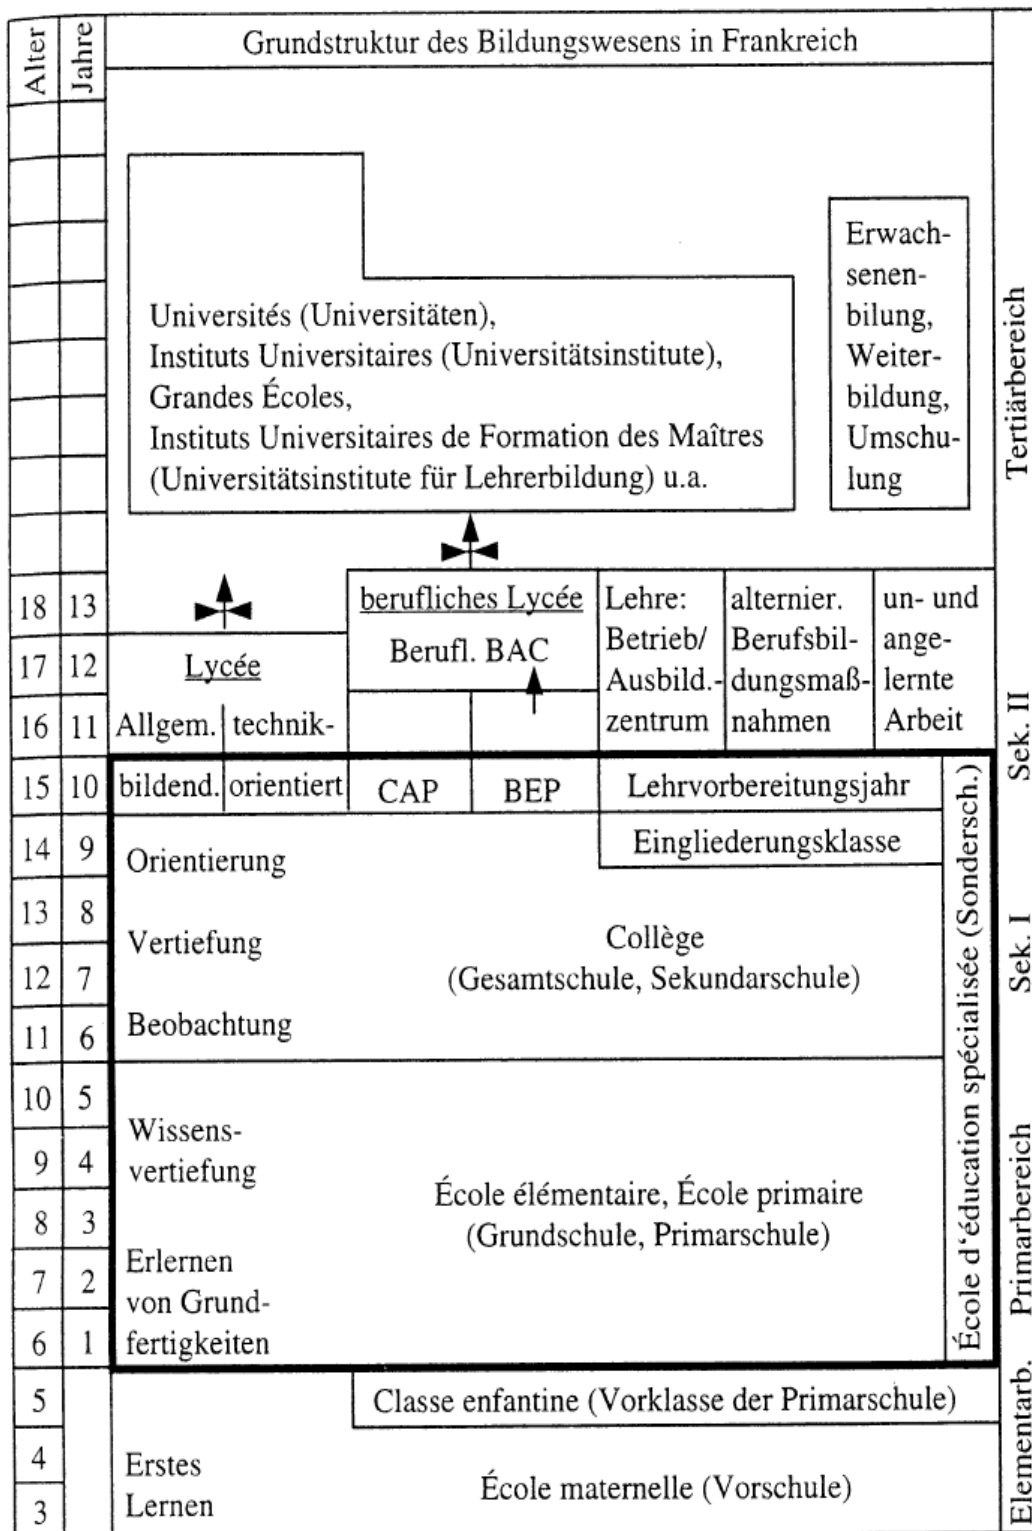 Alter
Jahre
Grundstruktur des Bildungswesens in Frankreich
Universités (Universitäten),
Instituts Universitaires (Universitätsinstitute),
Grandes Écoles,
Instituts Universitaires de Formation des Maîtres
(Universitätsinstitute für Lehrerbildung) u.a.
Erwach-
senen-
bilung,
Weiter-
bildung,
Umschu-
lung
Tertiärbereich
18 13
17 12
16 11
Lycée
Allgem. technik-
berufliches Lycée
Berufl. BAC
Lehre:
Betrieb/
Ausbild.-
zentrum
alternier.
Berufsbil-
dungsmaß-
nahmen
un- und
ange-
lernte
Arbeit
Sek. II
15 10 bildend. orientiert CAP BEP Lehrvorbereitungsjahr
14 9
Orientierung
Eingliederungsklasse
13 8
Vertiefung
12 7
Collège
(Gesamtschule, Sekundarschule)
11 6
Beobachtung
Sek. I
École d‘éducation spécialisée (Sondersch.)
10 5
9 4
Wissens-
vertiefung
8 3
École élémentaire, École primaire
(Grundschule, Primarschule)
7 2
6 1
Erlernen
von Grund-
fertigkeiten
Primarbereich
5
Classe enfantine (Vorklasse der Primarschule)
4
3
Erstes
Lernen
École maternelle (Vorschule)
Elementarb.